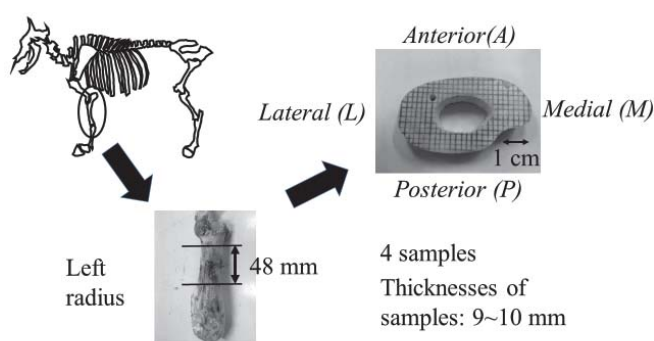 Anterior(A)
Lateral (L)
Medial (M)
1 cm
Posterior (P)
Left
radius
48 mm
4 samples
Thicknesses of
samples: 9~10 mm